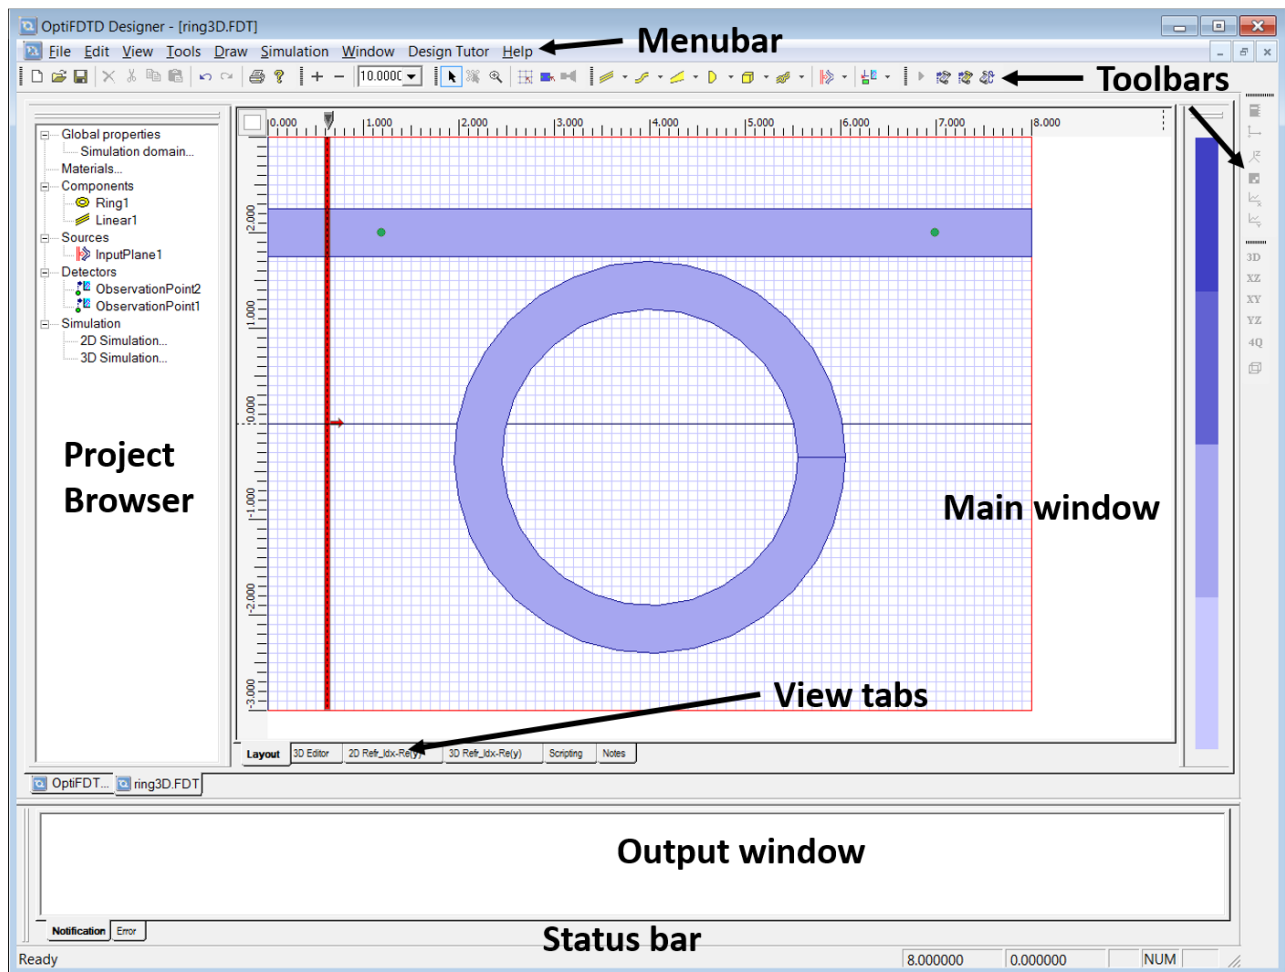 OptiFDTD Designer - [ring3D.FDT]
File Edit View Tools Draw Simulation Window Design Tutor Help
Menubar
10.000C
Toolbars
Global properties
Simulation domain...
Materials...
Components
Ring1
Linear1
Sources
InputPlane1
Detectors
ObservationPoint2
ObservationPoint1
Simulation
2D Simulation...
3D Simulation...
Project
Browser
0.000 1.000 2.000 3.000 4.000 5.000 6.000 7.000 8.000
2.000
1.000
0.000
-1.000
-2.000
-3.000
Main window
View tabs
3D
XZ
XY
YZ
4Q
Layout 3D Editor 2D Refr_Idx-Re(y) 3D Refr_Idx-Re(y) Scripting Notes
OptiFDT... ring3D.FDT
Output window
Notification Error
Status bar
Ready 8.000000 0.000000 NUM